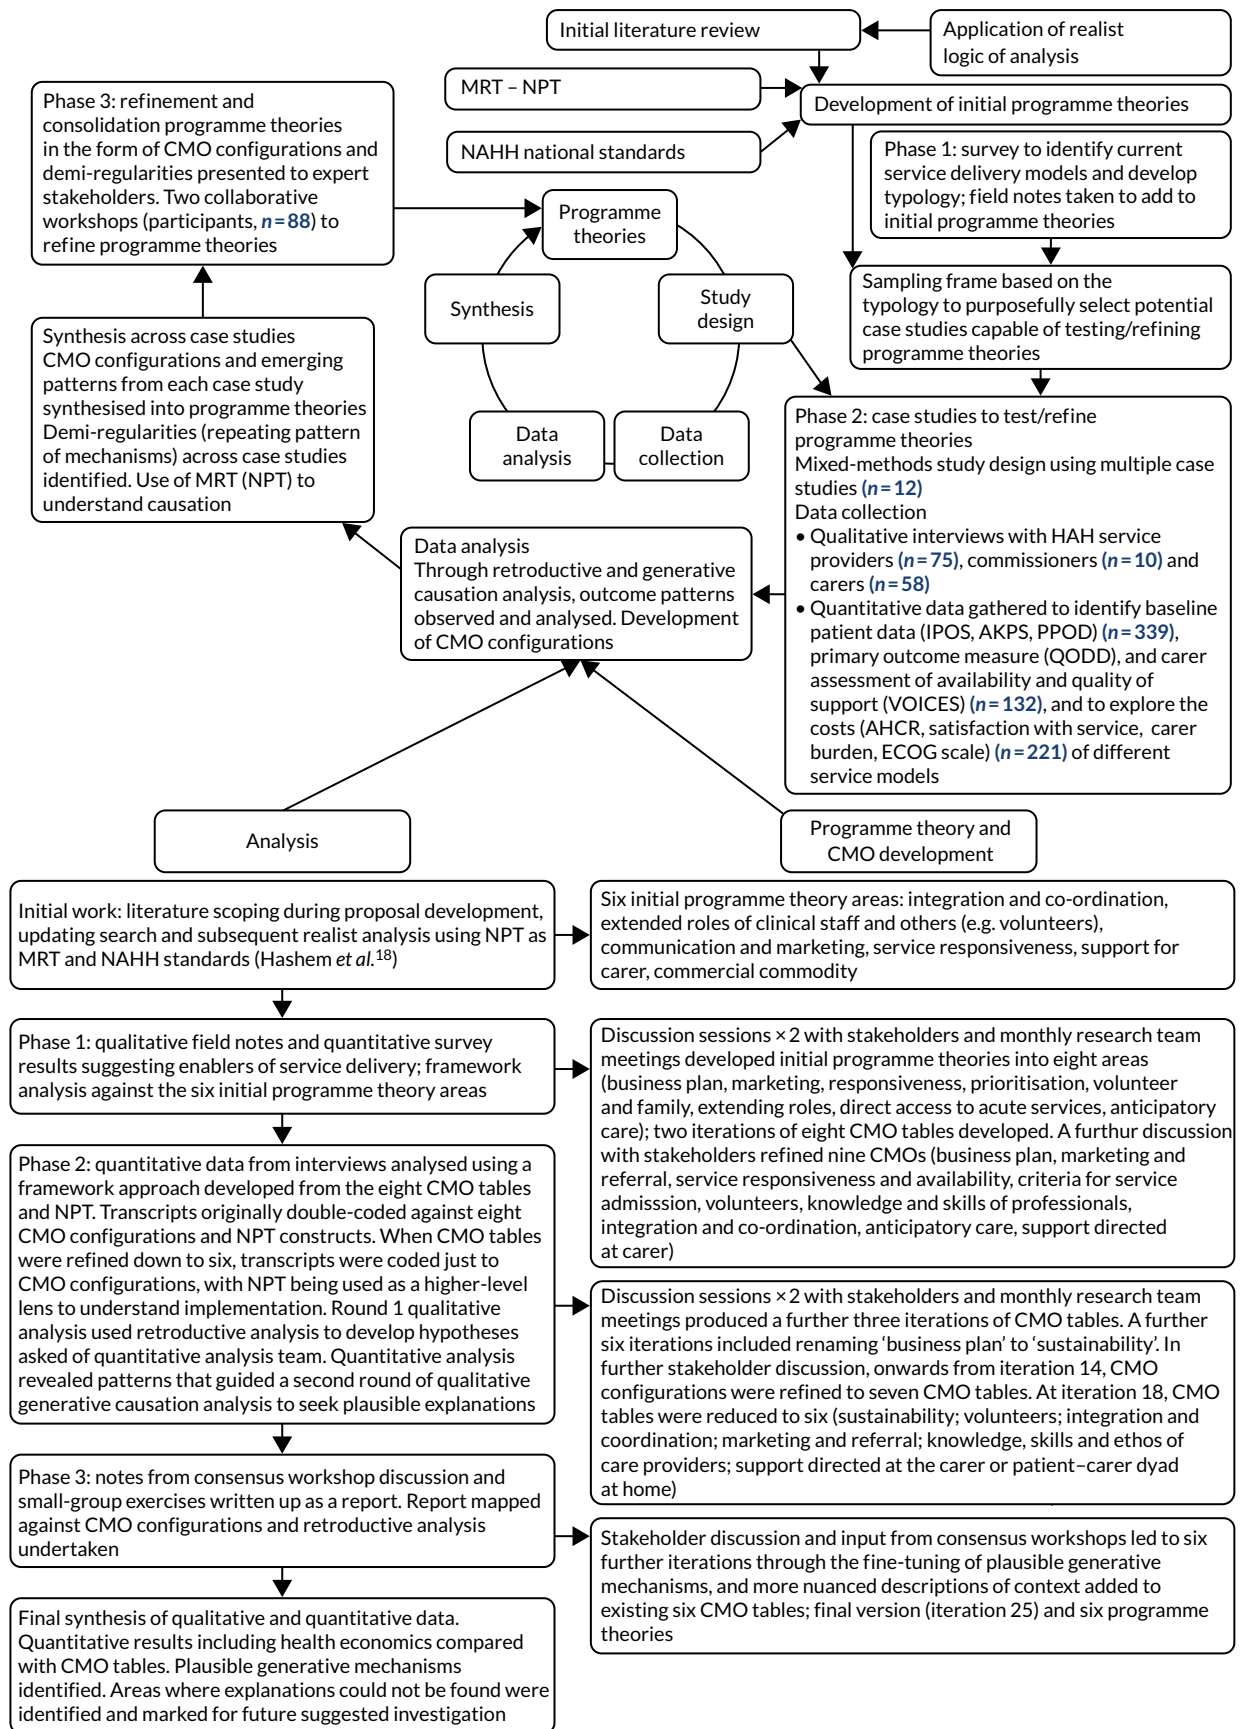 Initial literature review
Application of realist
logic of analysis
MRT – NPT
Development of initial programme theories
NAHH national standards
Phase 1: survey to identify current
service delivery models and develop
typology; field notes taken to add to
initial programme theories
Phase 3: refinement and
consolidation programme theories
in the form of CMO configurations and
demi-regularities presented to expert
stakeholders. Two collaborative
workshops (participants, n=88) to
refine programme theories
Programme
theories
Synthesis
Study
design
Sampling frame based on the
typology to purposefully select potential
case studies capable of testing/refining
programme theories
Synthesis across case studies
CMO configurations and emerging
patterns from each case study
synthesised into programme theories
Demi-regularities (repeating pattern
of mechanisms) across case studies
identified. Use of MRT (NPT) to
understand causation
Data
analysis
Data
collection
Phase 2: case studies to test/refine
programme theories
Mixed-methods study design using multiple case
studies (n=12)
Data collection
• Qualitative interviews with HAH service
providers (n=75), commissioners (n=10) and
carers (n=58)
• Quantitative data gathered to identify baseline
patient data (IPOS, AKPS, PPOD) (n=339),
primary outcome measure (QODD), and carer
assessment of availability and quality of
support (VOICES) (n=132), and to explore the
costs (AHCR, satisfaction with service, carer
burden, ECOG scale) (n=221) of different
service models
Data analysis
Through retroductive and generative
causation analysis, outcome patterns
observed and analysed. Development
of CMO configurations
Analysis
Programme theory and
CMO development
Initial work: literature scoping during proposal development,
updating search and subsequent realist analysis using NPT as
MRT and NAHH standards (Hashem et al.18)
Six initial programme theory areas: integration and co-ordination,
extended roles of clinical staff and others (e.g. volunteers),
communication and marketing, service responsiveness, support for
carer, commercial commodity
Phase 1: qualitative field notes and quantitative survey
results suggesting enablers of service delivery; framework
analysis against the six initial programme theory areas
Discussion sessions ×2 with stakeholders and monthly research team
meetings developed initial programme theories into eight areas
(business plan, marketing, responsiveness, prioritisation, volunteer
and family, extending roles, direct access to acute services, anticipatory
care); two iterations of eight CMO tables developed. A furthur discussion
with stakeholders refined nine CMOs (business plan, marketing and
referral, service responsiveness and availability, criteria for service
admisssion, volunteers, knowledge and skills of professionals,
integration and co-ordination, anticipatory care, support directed
at carer)
Phase 2: quantitative data from interviews analysed using a
framework approach developed from the eight CMO tables
and NPT. Transcripts originally double-coded against eight
CMO configurations and NPT constructs. When CMO tables
were refined down to six, transcripts were coded just to
CMO configurations, with NPT being used as a higher-level
lens to understand implementation. Round 1 qualitative
analysis used retroductive analysis to develop hypotheses
asked of quantitative analysis team. Quantitative analysis
revealed patterns that guided a second round of qualitative
generative causation analysis to seek plausible explanations
Discussion sessions ×2 with stakeholders and monthly research team
meetings produced a further three iterations of CMO tables. A further
six iterations included renaming ‘business plan’ to ‘sustainability’. In
further stakeholder discussion, onwards from iteration 14, CMO
configurations were refined to seven CMO tables. At iteration 18, CMO
tables were reduced to six (sustainability; volunteers; integration and
coordination; marketing and referral; knowledge, skills and ethos of
care providers; support directed at the carer or patient–carer dyad
at home)
Phase 3: notes from consensus workshop discussion and
small-group exercises written up as a report. Report mapped
against CMO configurations and retroductive analysis
undertaken
Stakeholder discussion and input from consensus workshops led to six
further iterations through the fine-tuning of plausible generative
mechanisms, and more nuanced descriptions of context added to
existing six CMO tables; final version (iteration 25) and six programme
theories
Final synthesis of qualitative and quantitative data.
Quantitative results including health economics compared
with CMO tables. Plausible generative mechanisms
identified. Areas where explanations could not be found were
identified and marked for future suggested investigation